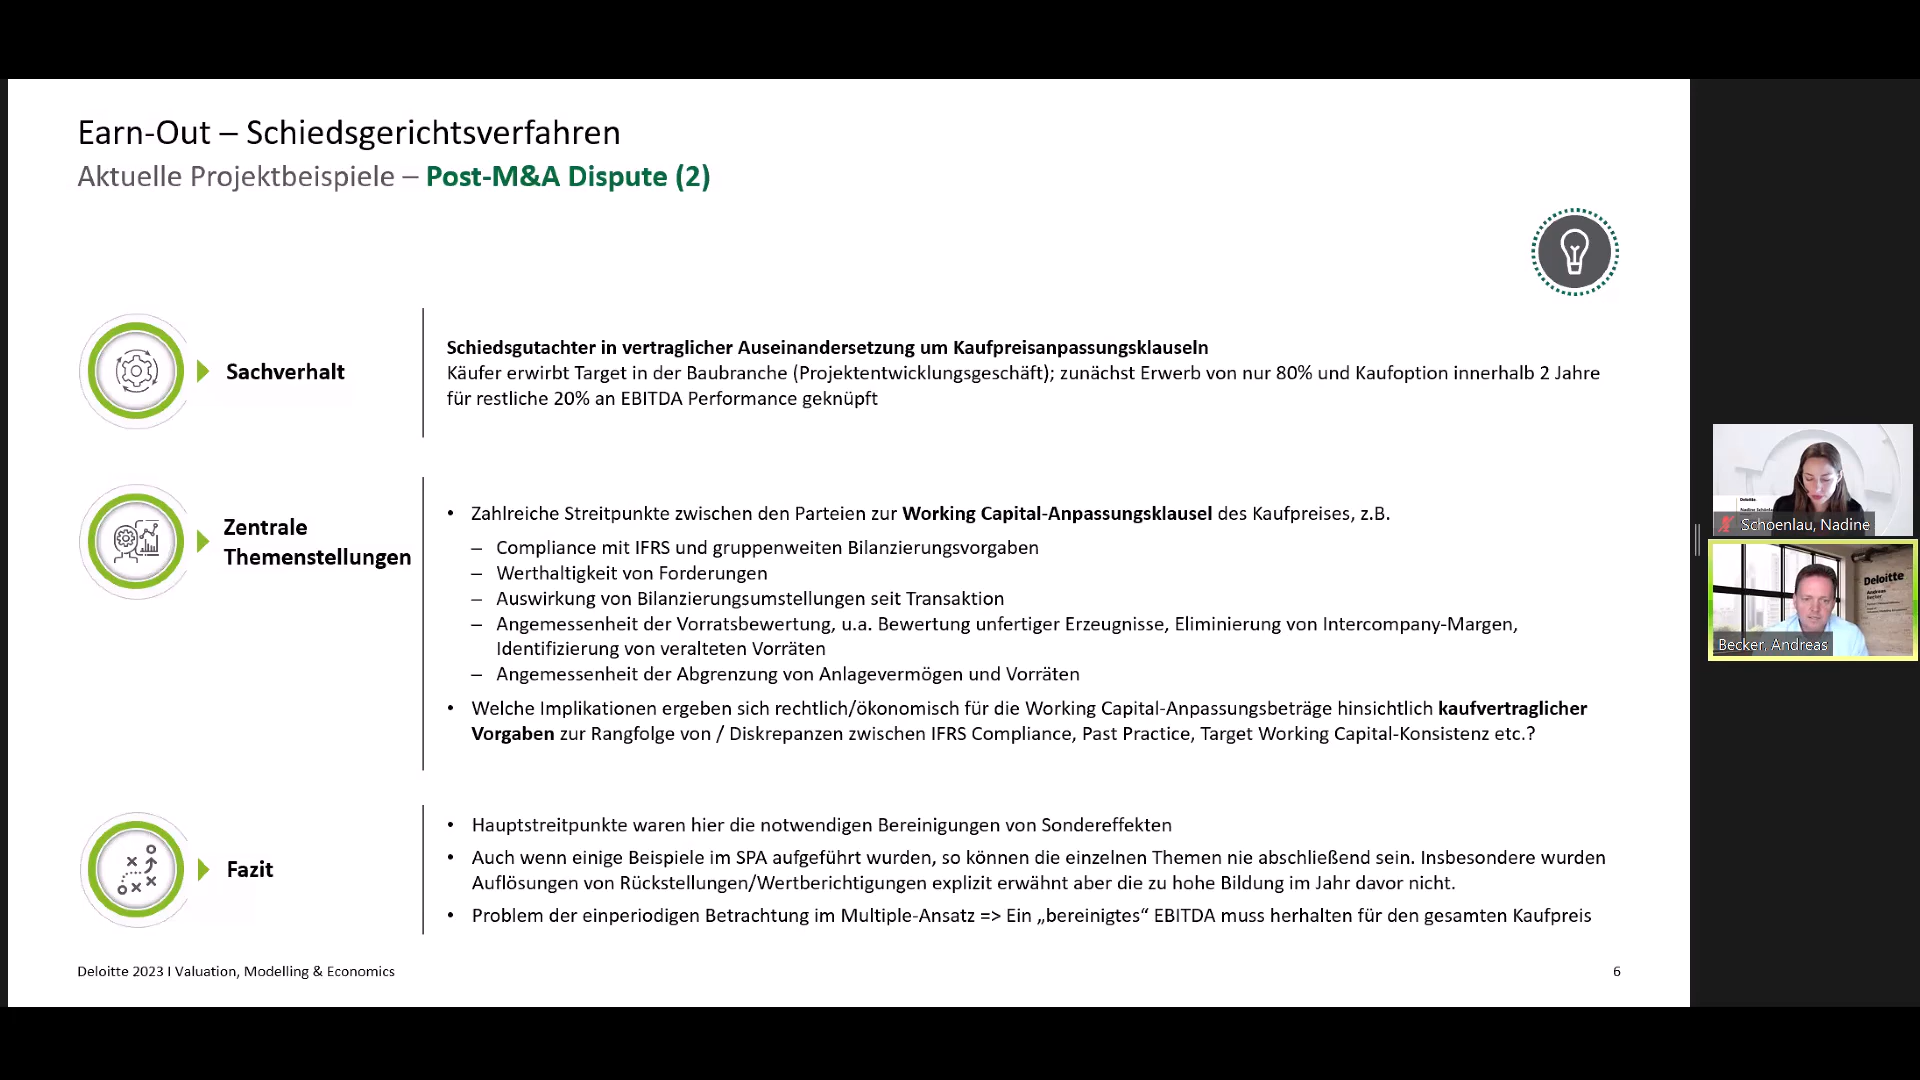 Earn-Out – Schiedsgerichtsverfahren
Aktuelle Projektbeispiele – Post-M&A Dispute (2)
Sachverhalt
Schiedsgutachter in vertraglicher Auseinandersetzung um Kaufpreisanpassungsklauseln
Käufer erwirbt Target in der Baubranche (Projektentwicklungsgeschäft); zunächst Erwerb von nur 80% und Kaufoption innerhalb 2 Jahre
für restliche 20% an EBITDA Performance geknüpft
Zentrale
Themenstellungen
• Zahlreiche Streitpunkte zwischen den Parteien zur Working Capital-Anpassungsklausel des Kaufpreises, z.B.
– Compliance mit IFRS und gruppenweiten Bilanzierungsvorgaben
– Werthaltigkeit von Forderungen
– Auswirkung von Bilanzierungsumstellungen seit Transaktion
– Angemessenheit der Vorratsbewertung, u.a. Bewertung unfertiger Erzeugnisse, Eliminierung von Intercompany-Margen,
Identifizierung von veralteten Vorräten
– Angemessenheit der Abgrenzung von Anlagevermögen und Vorräten
• Welche Implikationen ergeben sich rechtlich/ökonomisch für die Working Capital-Anpassungsbeträge hinsichtlich kaufvertraglicher
Vorgaben zur Rangfolge von / Diskrepanzen zwischen IFRS Compliance, Past Practice, Target Working Capital-Konsistenz etc.?
Fazit
• Hauptstreitpunkte waren hier die notwendigen Bereinigungen von Sondereffekten
• Auch wenn einige Beispiele im SPA aufgeführt wurden, so können die einzelnen Themen nie abschließend sein. Insbesondere wurden
Auflösungen von Rückstellungen/Wertberichtigungen explizit erwähnt aber die zu hohe Bildung im Jahr davor nicht.
• Problem der einperiodigen Betrachtung im Multiple-Ansatz => Ein „bereinigtes“ EBITDA muss herhalten für den gesamten Kaufpreis
Deloitte 2023 I Valuation, Modelling & Economics
6
Deloitte
Schoenlau, Nadine
Deloitte
Andreas
Becker
Becker, Andreas